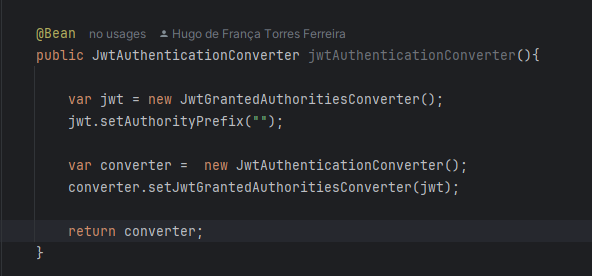 @Bean no usages Hugo de França Torres Ferreira
public JwtAuthenticationConverter jwtAuthenticationConverter(){
var jwt = new JwtGrantedAuthoritiesConverter();
jwt.setAuthorityPrefix("");
var converter =  new JwtAuthenticationConverter();
converter.setJwtGrantedAuthoritiesConverter(jwt);
return converter;
}